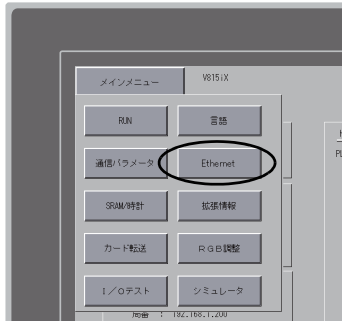 メインメニュー V815iX
RUN 言語
通信パラメータ Ethernet
SRAM/時計 拡張情報
カード転送 RGB調整
I/Oテスト シミュレータ
局番 : 192.168.1.200